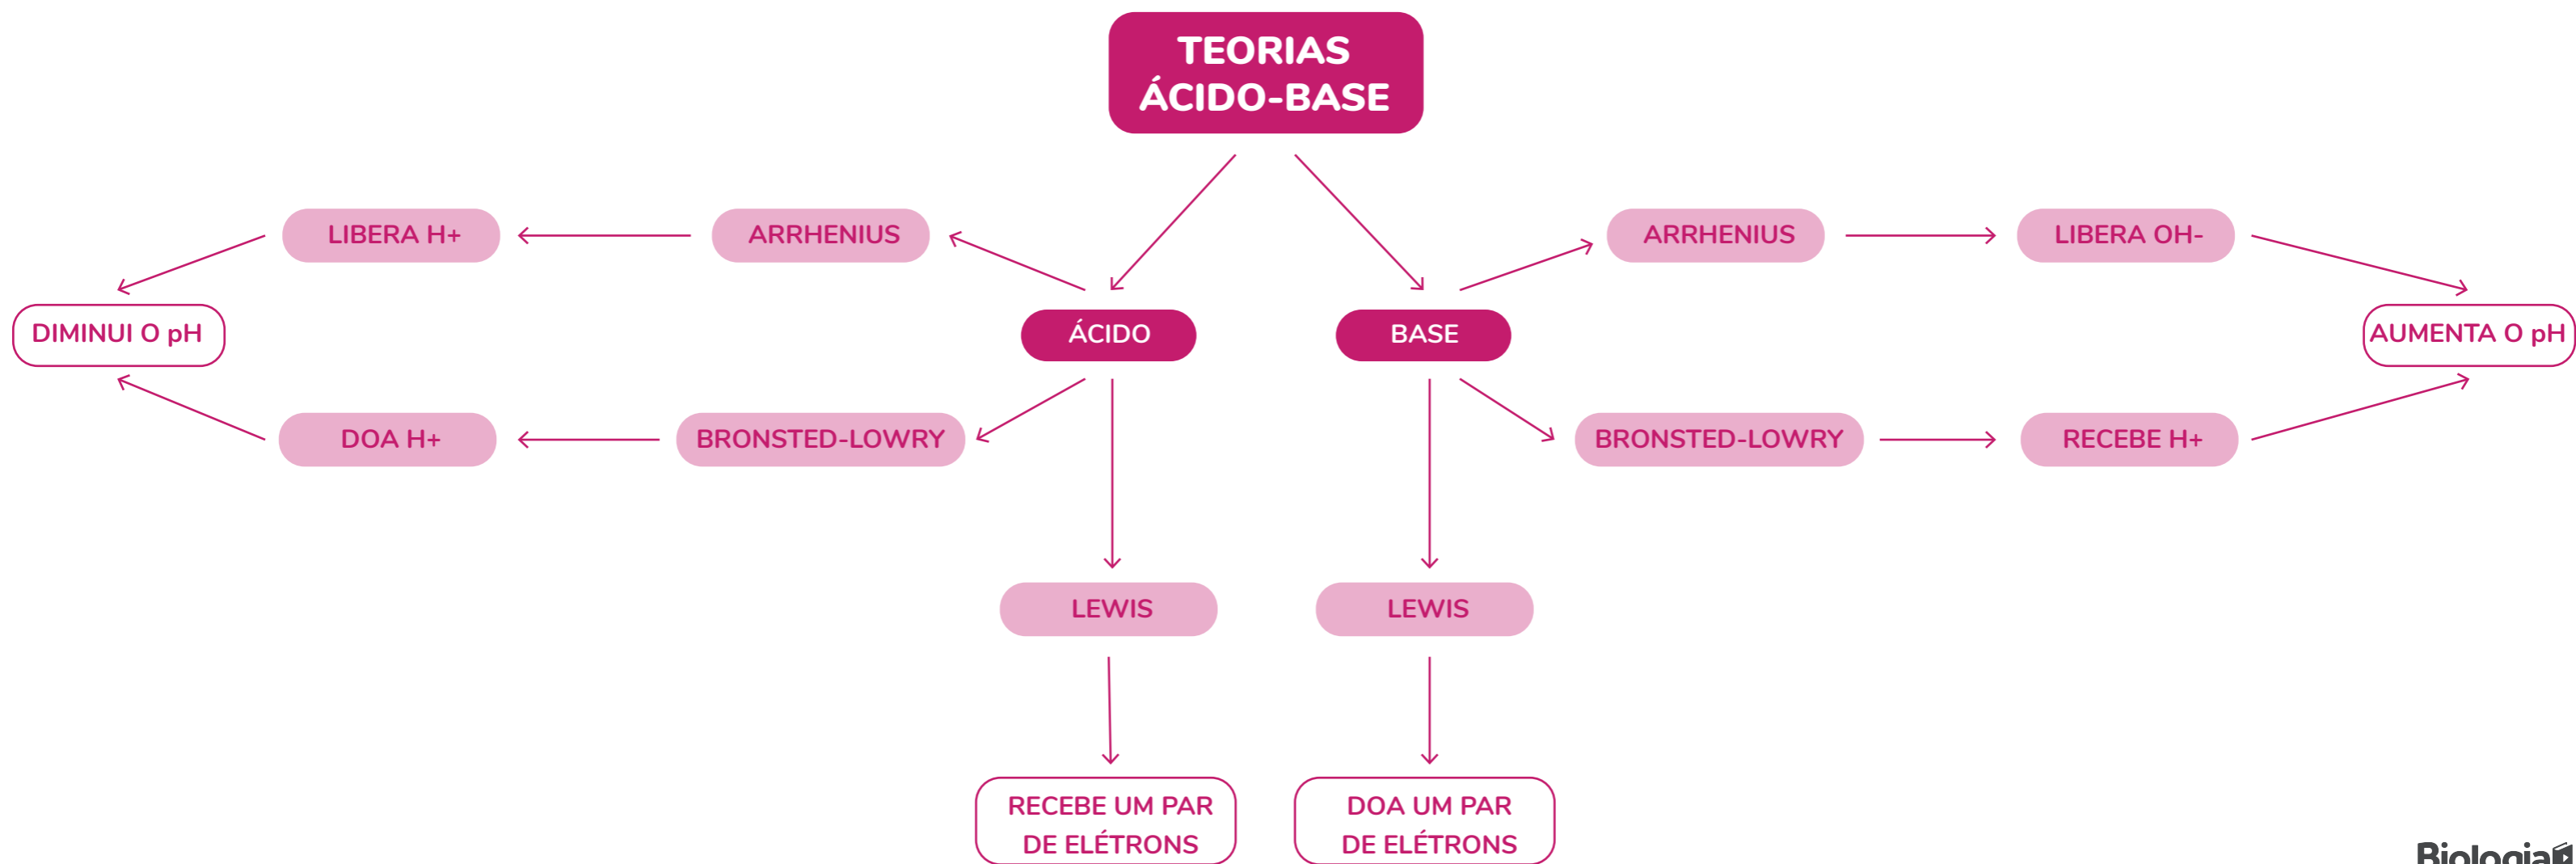 TEORIAS
ÁCIDO-BASE
LIBERA H+
ARRHENIUS
ARRHENIUS
LIBERA OH-
DIMINUI O pH
ÁCIDO
BASE
AUMENTA O pH
DOA H+
BRONSTED-LOWRY
BRONSTED-LOWRY
RECEBE H+
LEWIS
LEWIS
RECEBE UM PAR
DE ELÉTRONS
DOA UM PAR
DE ELÉTRONS
Biologia